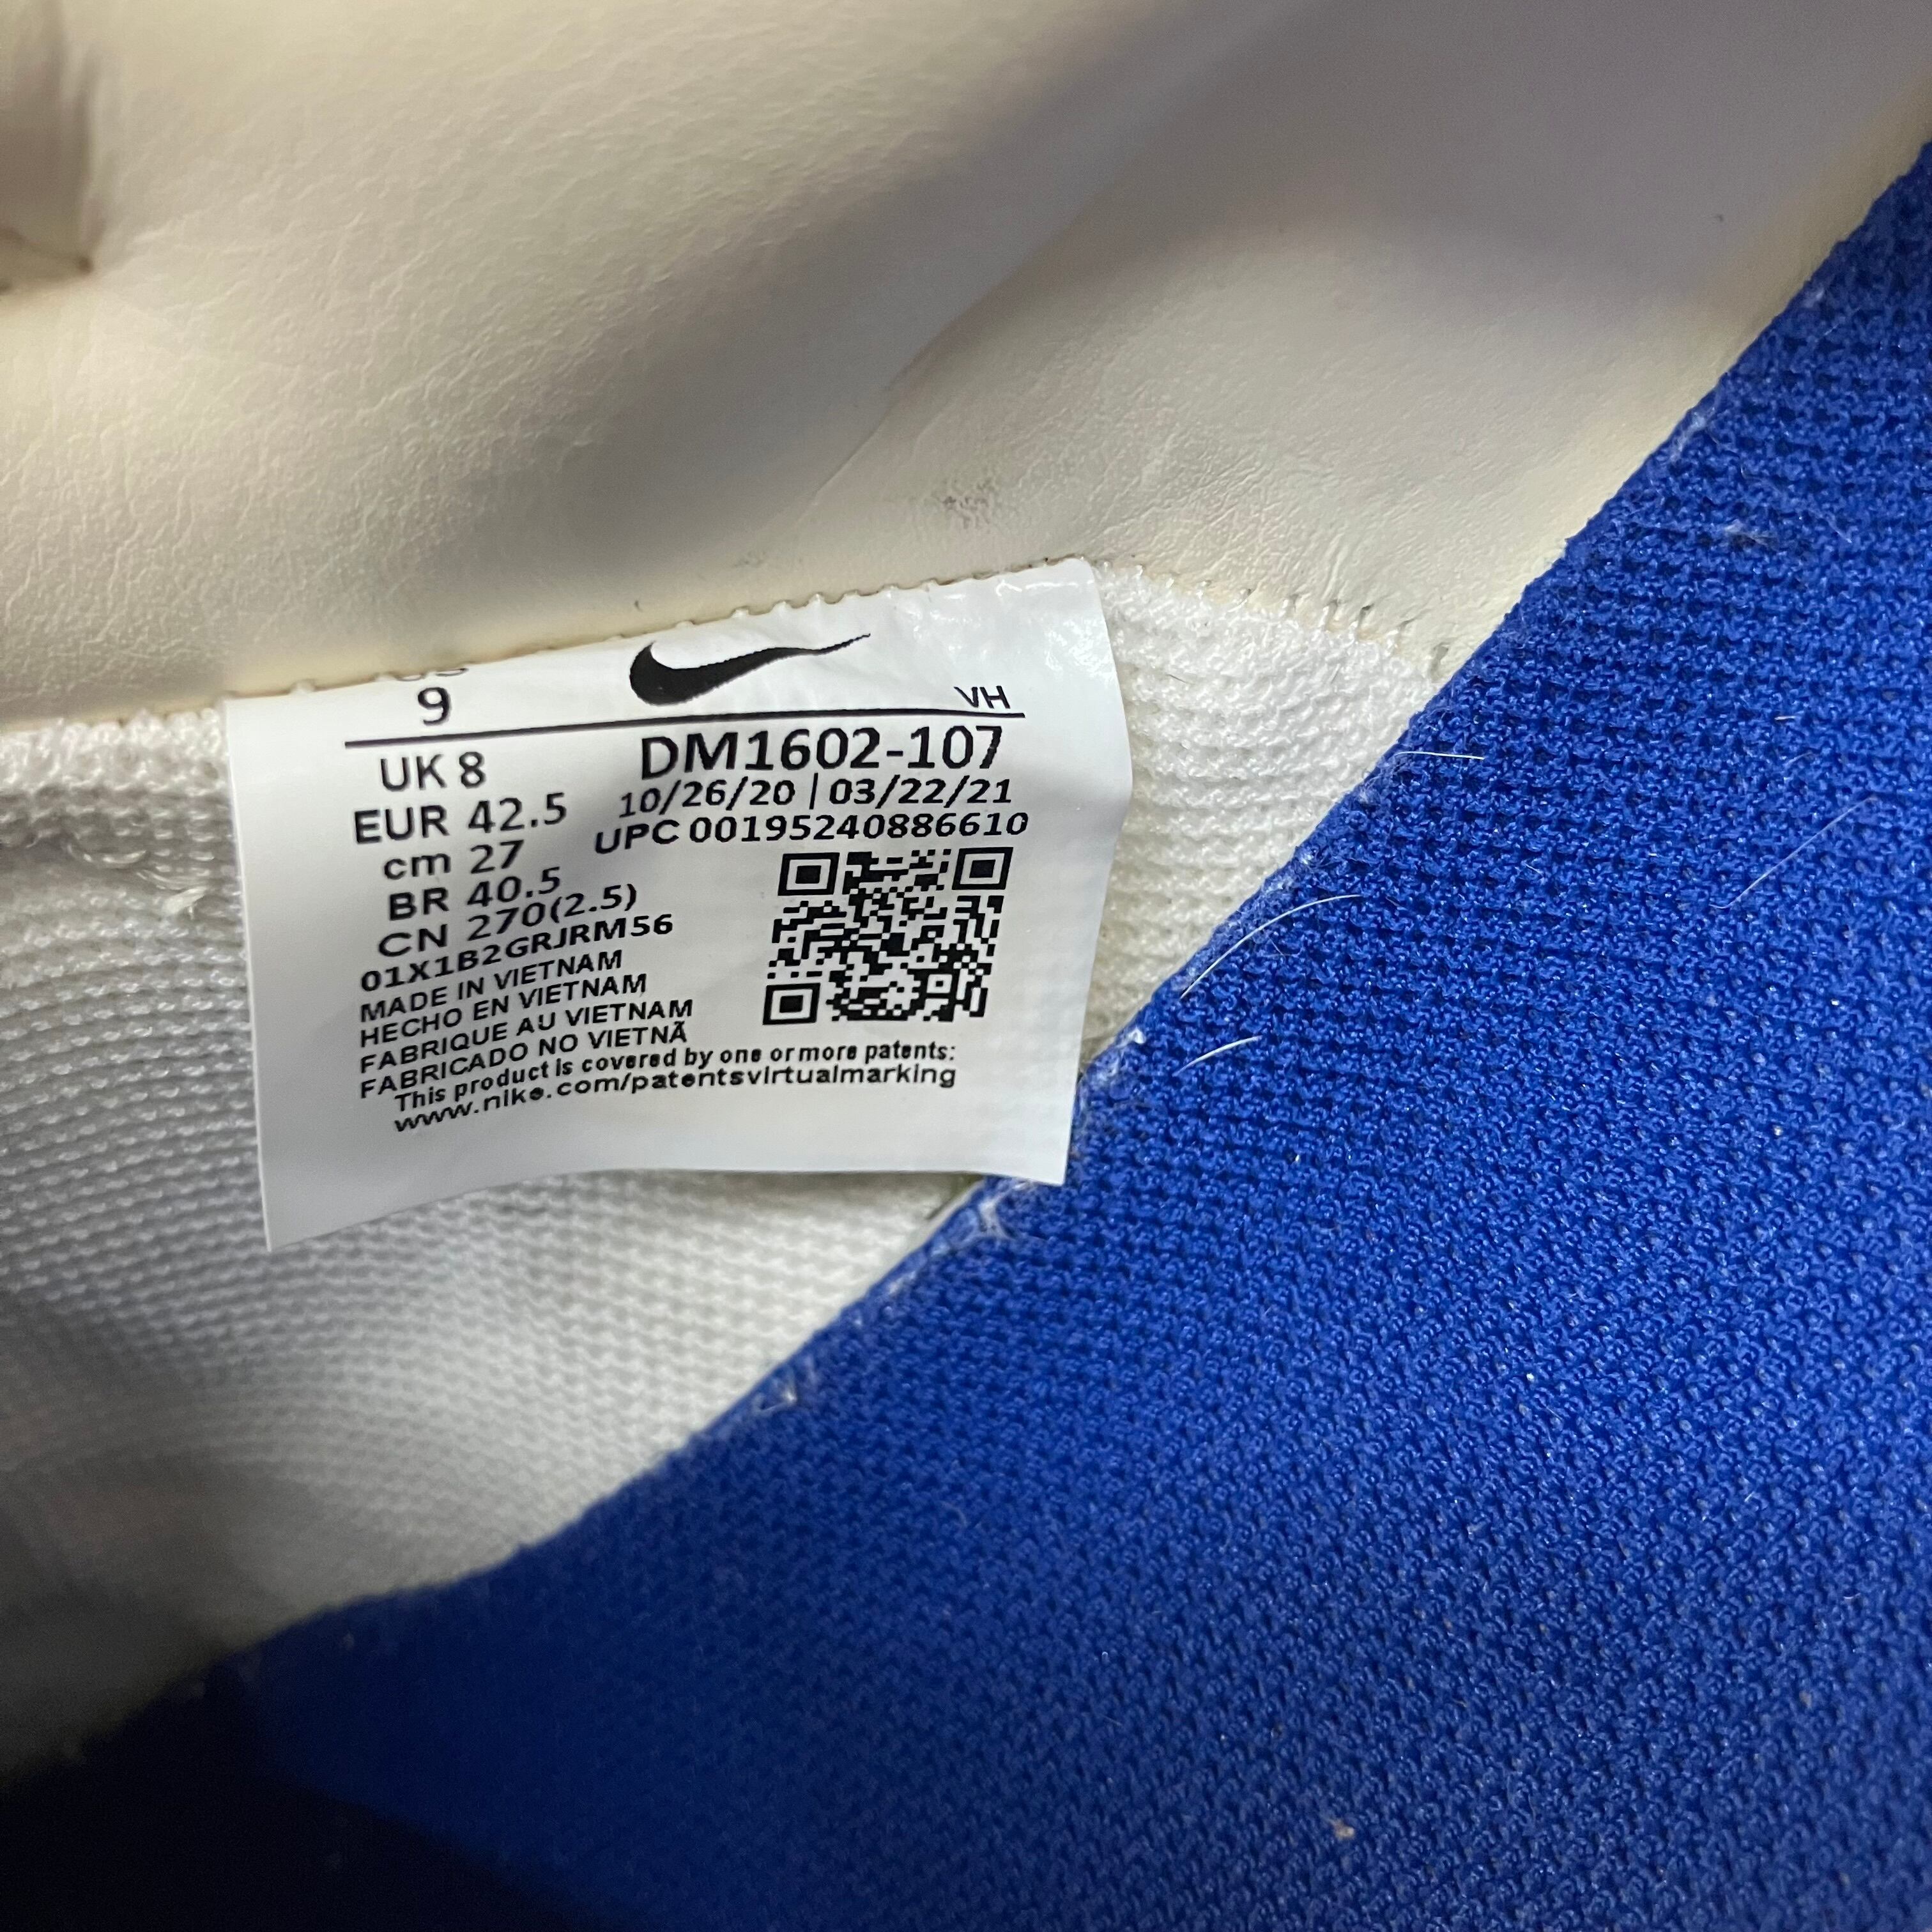 9
VH
UK 8
DM1602-107
EUR 42.5
10/26/20 | 03/22/21
cm 27
UPC 00195240886610
BR 40.5
CN 270(2.5)
01X1B2GRJRM56
MADE IN VIETNAM
HECHO EN VIETNAM
FABRIQUE AU VIETNAM
FABRICADO NO VIETNÃ
This product is covered by one or more patents:
www.nike.com/patentsvirtualmarking